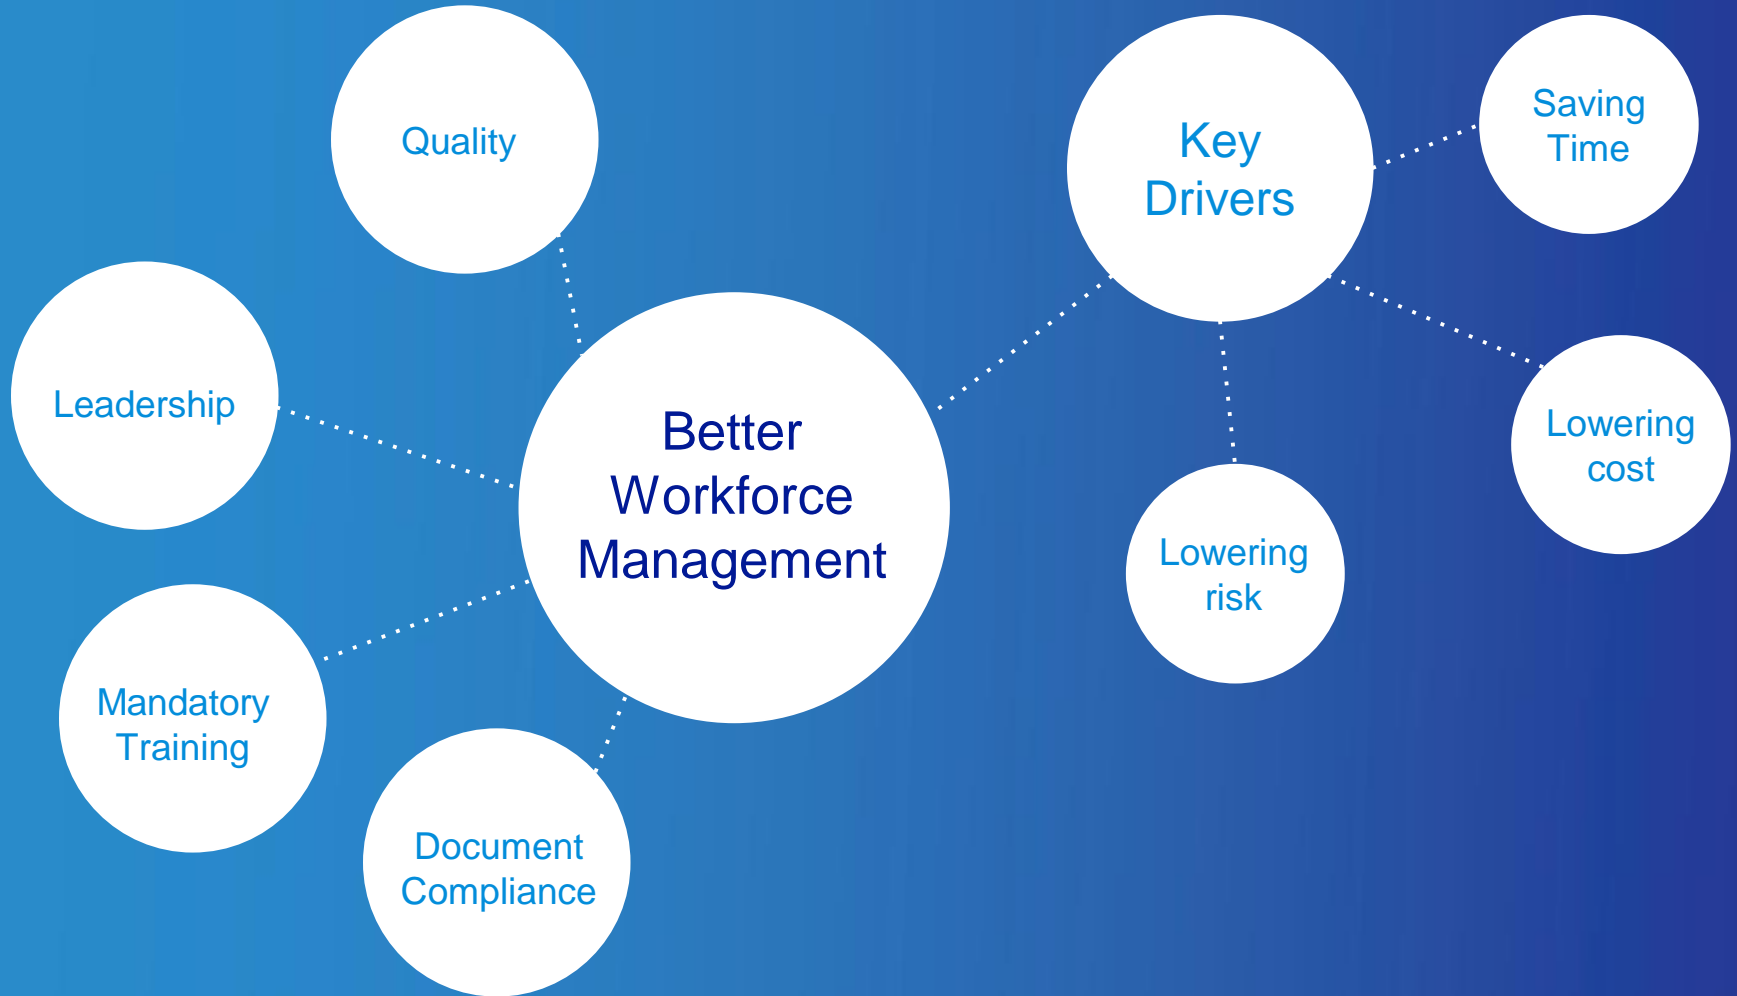 Quality
Key
Drivers
Saving
Time
Leadership
Better
Workforce
Management
Lowering
cost
Lowering
risk
Mandatory
Training
Document
Compliance